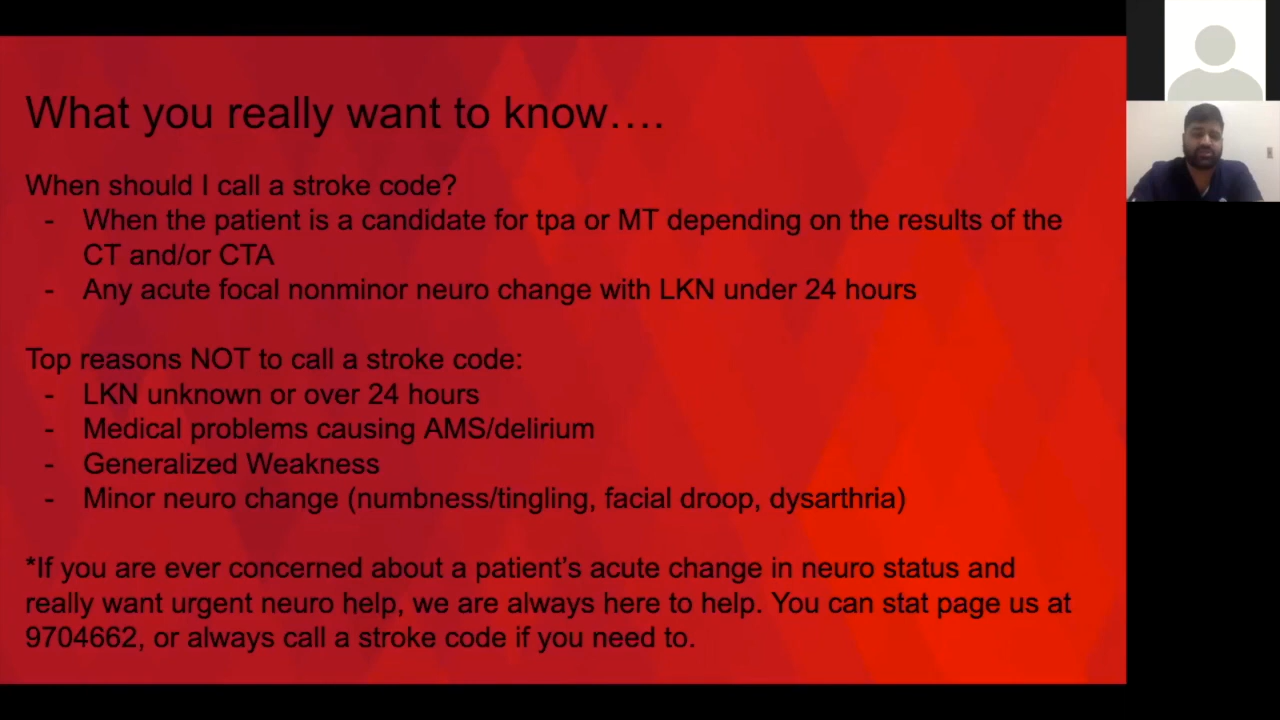 What you really want to know….
When should I call a stroke code?
- When the patient is a candidate for tpa or MT depending on the results of the
CT and/or CTA
- Any acute focal nonminor neuro change with LKN under 24 hours
Top reasons NOT to call a stroke code:
- LKN unknown or over 24 hours
- Medical problems causing AMS/delirium
- Generalized Weakness
- Minor neuro change (numbness/tingling, facial droop, dysarthria)
*If you are ever concerned about a patient’s acute change in neuro status and
really want urgent neuro help, we are always here to help. You can stat page us at
9704662, or always call a stroke code if you need to.